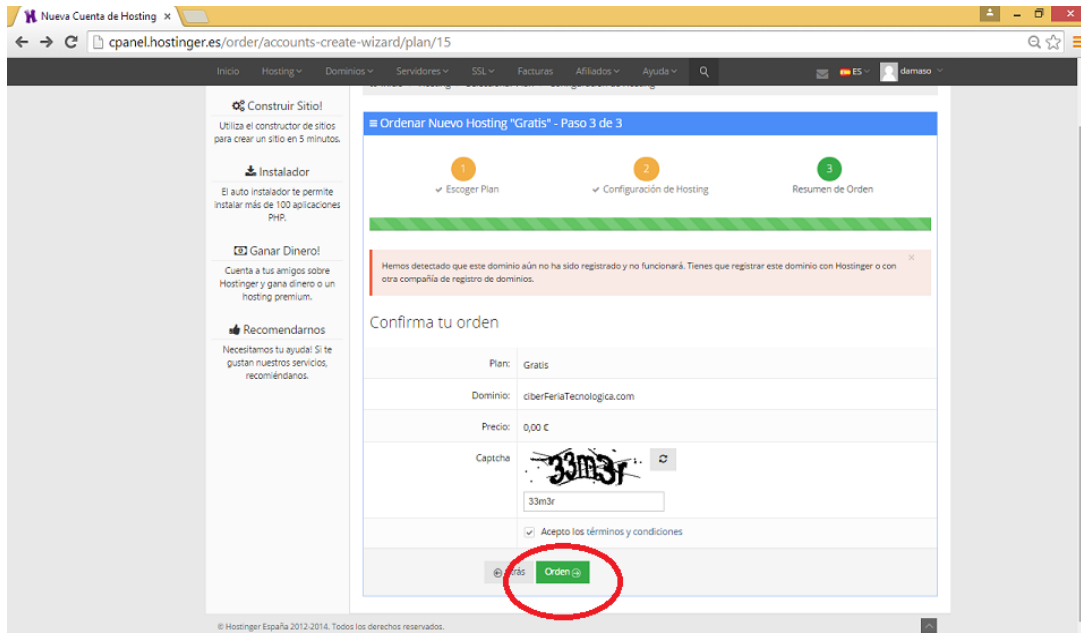 Nueva Cuenta de Hosting
cpanel.hostinger.es/order/accounts-create-wizard/plan/15
Inicio Hosting Dominios Servidores SSL Facturas Afiliados Ayuda ES damaso
Construir Sitio!
Utiliza el constructor de sitios
para crear un sitio en 5 minutos.
Instalador
El auto instalador te permite
instalar más de 100 aplicaciones
PHP.
Ganar Dinero!
Cuenta a tus amigos sobre
Hostinger y gana dinero o un
hosting premium.
Recomendarnos
Necesitamos tu ayuda! Si te
gustan nuestros servicios,
recomiéndanos.
Ordenar Nuevo Hosting "Gratis" - Paso 3 de 3
1 2 3
Escoger Plan Configuración de Hosting Resumen de Orden
Hemos detectado que este dominio aún no ha sido registrado y no funcionará. Tienes que registrar este dominio con Hostinger o con
otra compañía de registro de dominios.
Confirma tu orden
Plan: Gratis
Dominio: ciberFeriaTecnologica.com
Precio: 0,00 €
Captcha 33m3r
33m3r
Acepto los términos y condiciones
Orden
© Hostinger España 2012-2014. Todos los derechos reservados.